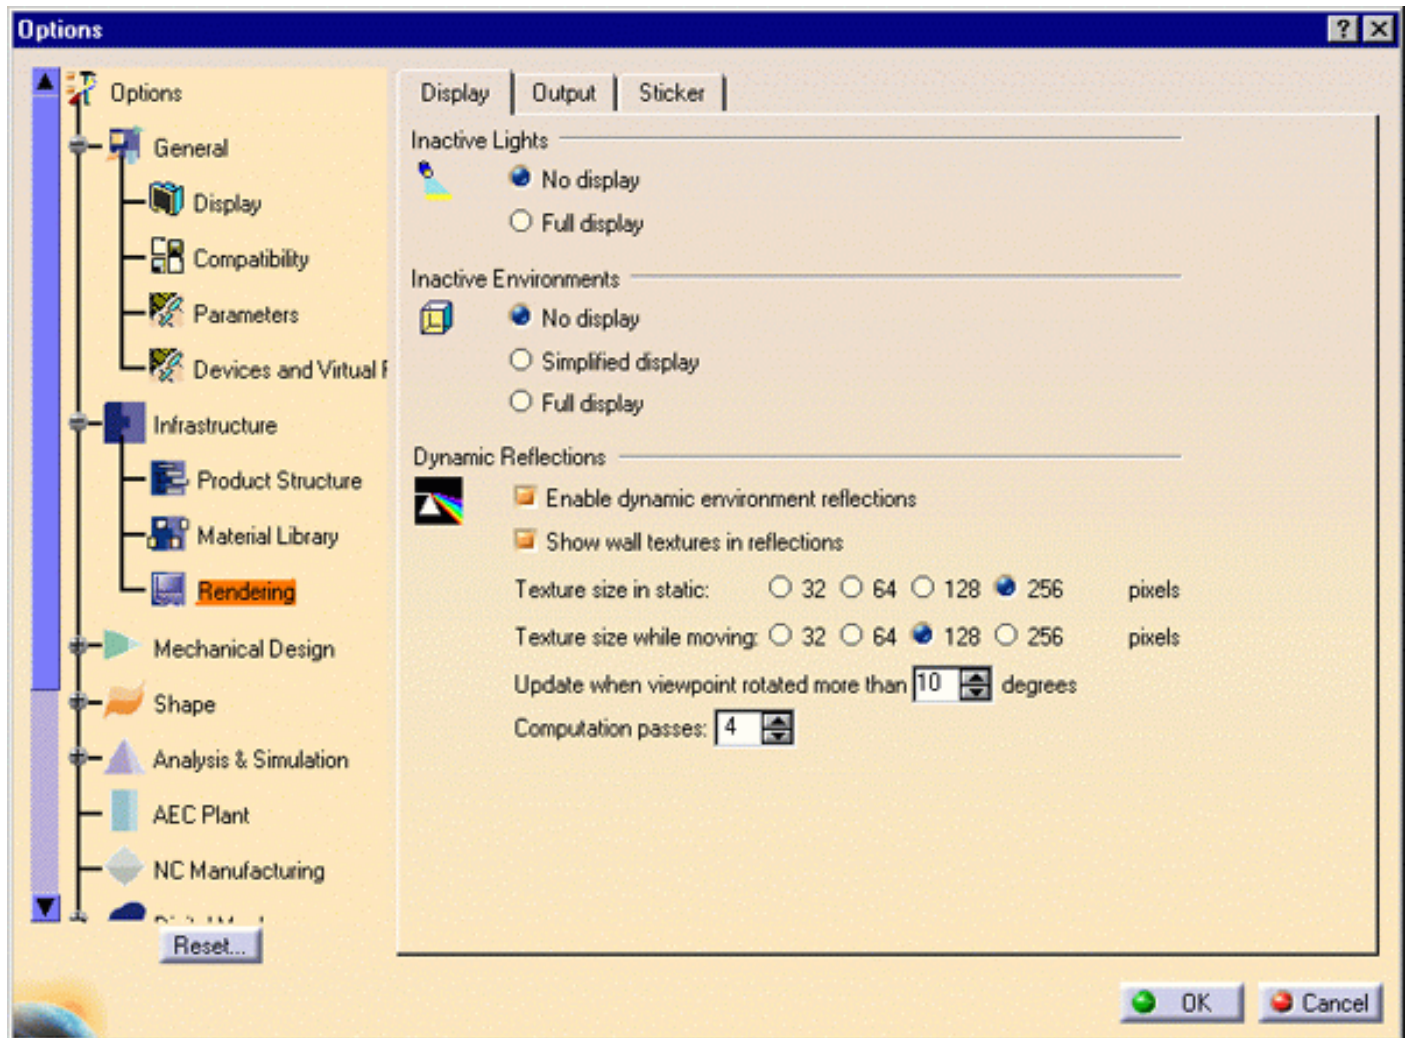 Options
Options
General
Display
Compatibility
Parameters
Devices and Virtual
Infrastructure
Product Structure
Material Library
Rendering
Mechanical Design
Shape
Analysis & Simulation
AEC Plant
NC Manufacturing
Reset...
Display Output Sticker
Inactive Lights
No display
Full display
Inactive Environments
No display
Simplified display
Full display
Dynamic Reflections
Enable dynamic environment reflections
Show wall textures in reflections
Texture size in static: 32 64 128 256 pixels
Texture size while moving: 32 64 128 256 pixels
Update when viewpoint rotated more than 10 degrees
Computation passes: 4
OK Cancel